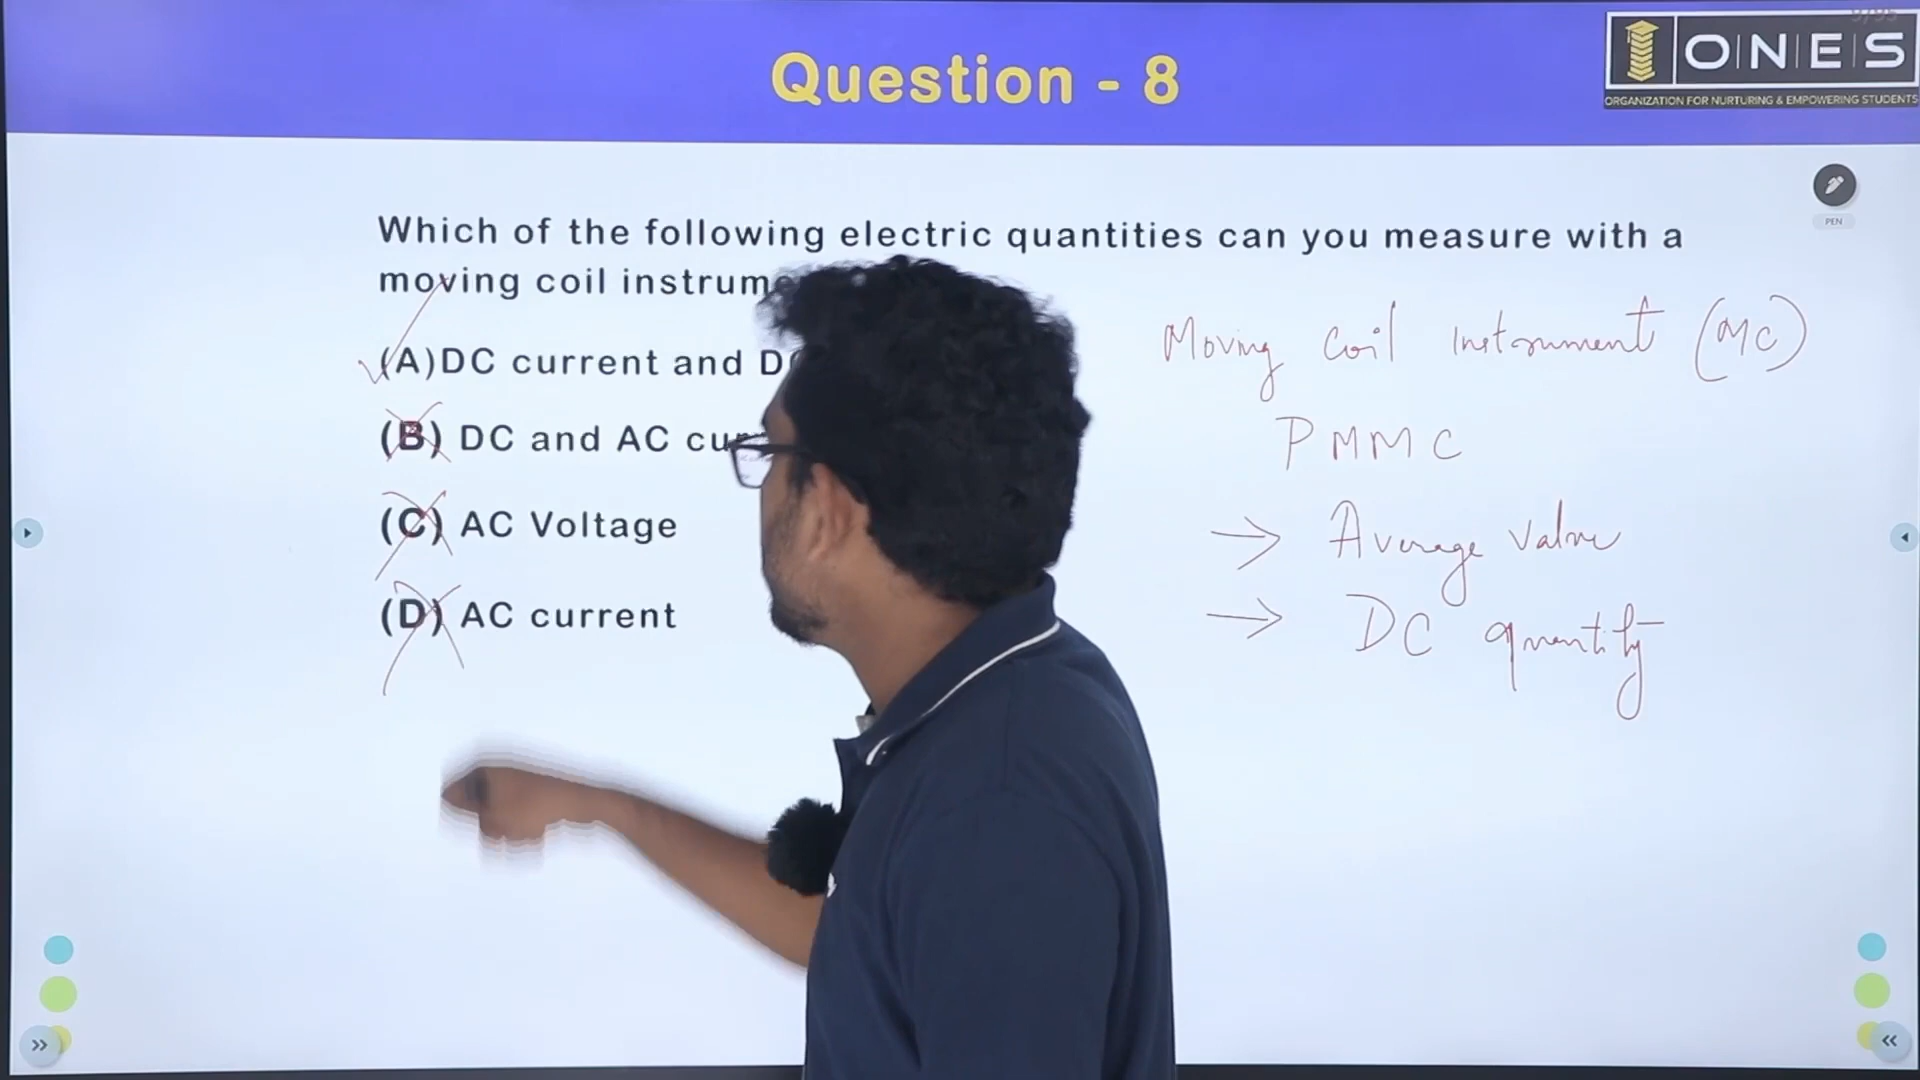 Question - 8
ONES
ORGANIZATION FOR NURTURING & EMPOWERING STUDENTS
PEN
Which of the following electric quantities can you measure with a
moving coil
(A) DC current and
(B) DC and AC
(C) AC Voltage
(D) AC current
Moving Coil Instrument (MC)
PMMC
→ Average value
→ DC quantity